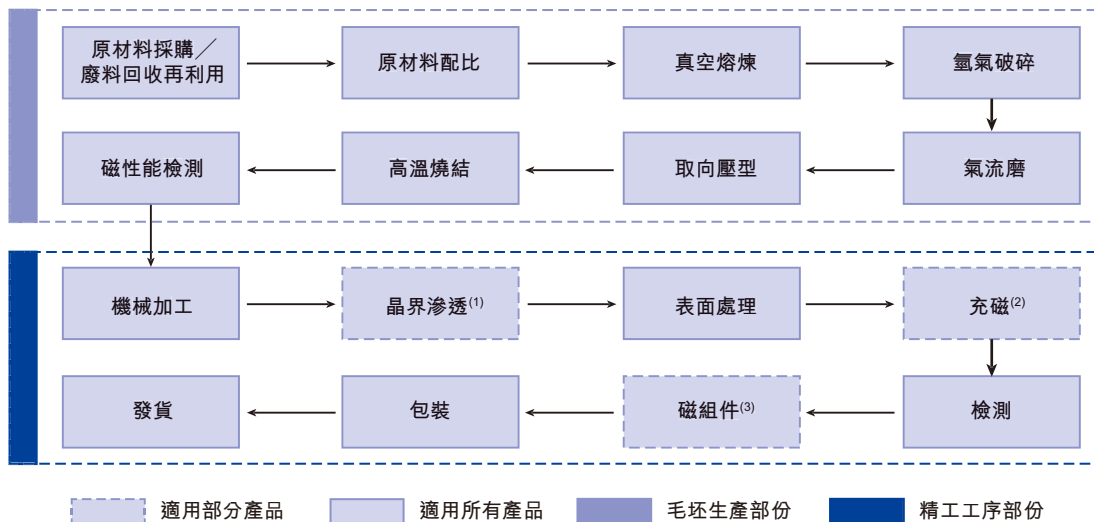 原材料採購／
廢料回收再利用
原材料配比
真空熔煉
氫氣破碎
磁性能檢測
高溫燒結
取向壓型
氣流磨
機械加工
晶界滲透(1)
表面處理
充磁(2)
發貨
包裝
磁組件(3)
檢測
適用部分產品
適用所有產品
毛坯生產部份
精工工序部份